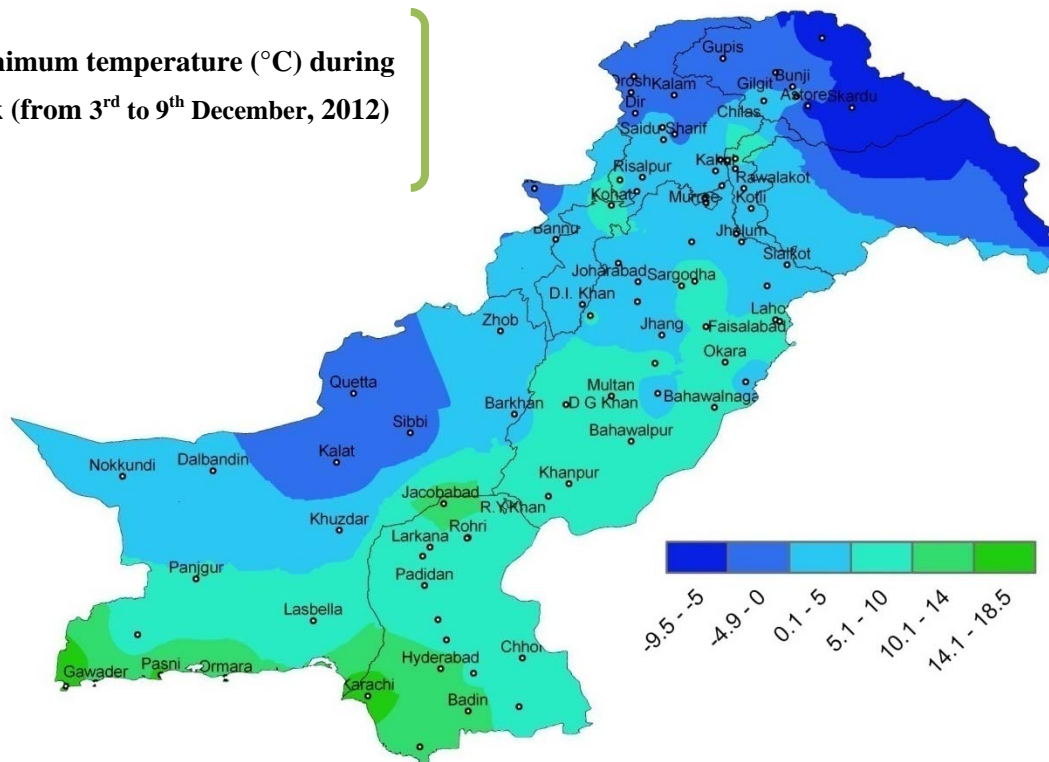 nimum temperature (°C) during
(from 3rd to 9th December, 2012)
Gupis
Drosh Kalam
Gilgit Bunji
Dir
Astore Skardu
Chilas
Saidu Sharif
Risalpur
Kakul
Rawalakot
Kohat
Murree
Kotli
Bannu
Jhelum
Sialkot
Joharabad Sargodha
D.I. Khan
Laho
Zhob
Jhang
Faisalabad
Okara
Quetta
Multan
D G Khan
Bahawalnaga
Barkhan
Sibbi
Bahawalpur
Kalat
Nokkundi
Dalbandin
Khanpur
Jacobabad
R.Y.Khan
Khuzdar
Rohri
Larkana
Panjgur
Padidan
Lasbella
Chhor
Gawader
Pasni
Ormara
Hyderabad
Karachi
Badin
-9.5 - -5
-4.9 - 0
0.1 - 5
5.1 - 10
10.1 - 14
14.1 - 18.5